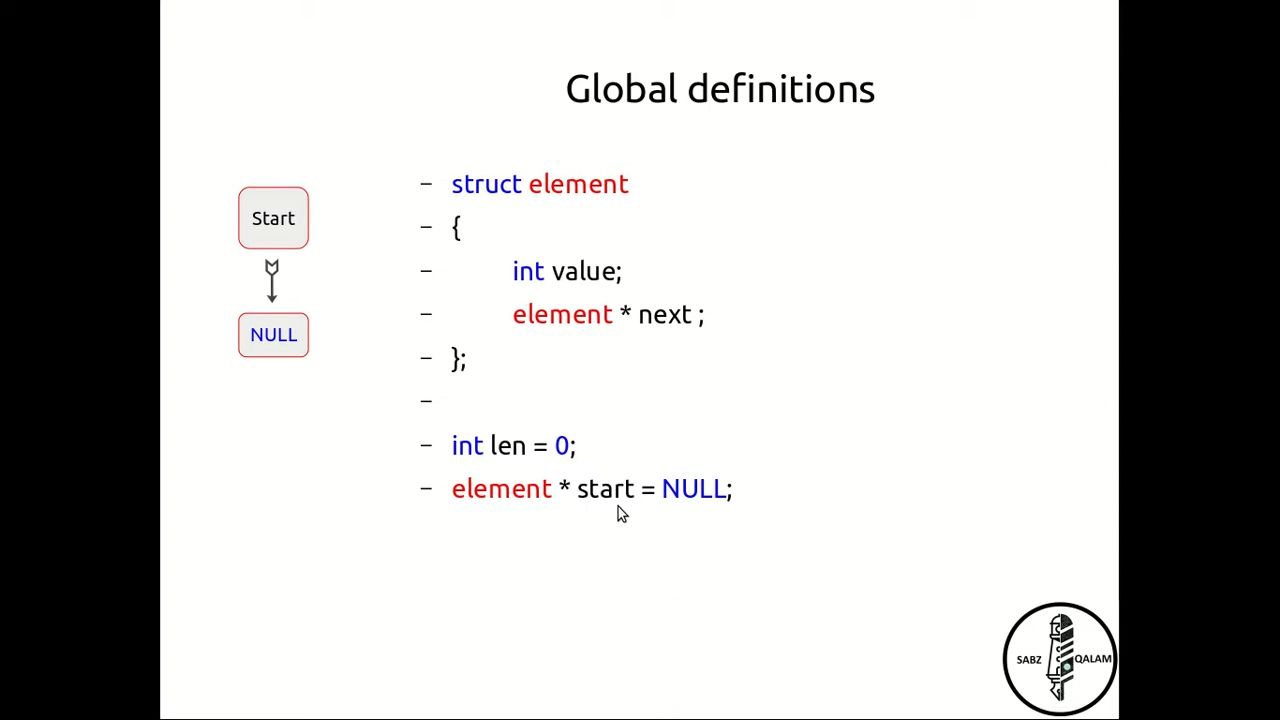 Global definitions
Start
NULL
– struct element
– {
– int value;
– element * next ;
– };
–
– int len = 0;
– element * start = NULL;
SABZ QALAM